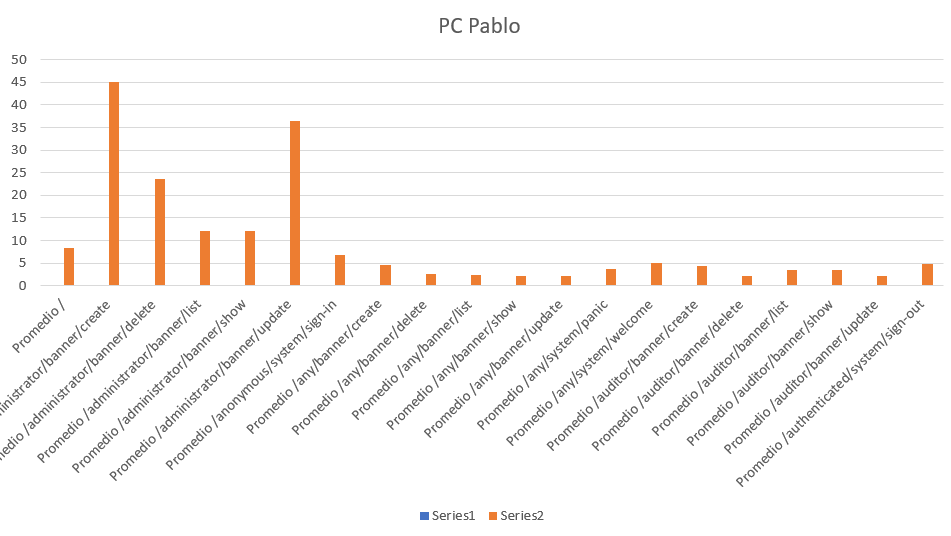 PC Pablo
50
45
40
35
30
25
20
15
10
5
0
Promedio /
ministrator/banner/create
medio /administrator/banner/delete
Promedio /administrator/banner/list
Promedio /administrator/banner/show
Promedio /administrator/banner/update
Promedio /anonymous/system/sign-in
Promedio /any/banner/create
Promedio /any/banner/delete
Promedio /any/banner/list
Promedio /any/banner/show
Promedio /any/banner/update
Promedio /any/system/panic
Promedio /any/system/welcome
Promedio /auditor/banner/create
Promedio /auditor/banner/delete
Promedio /auditor/banner/list
Promedio /auditor/banner/show
Promedio /auditor/banner/update
Promedio /authenticated/system/sign-out
Series1 Series2